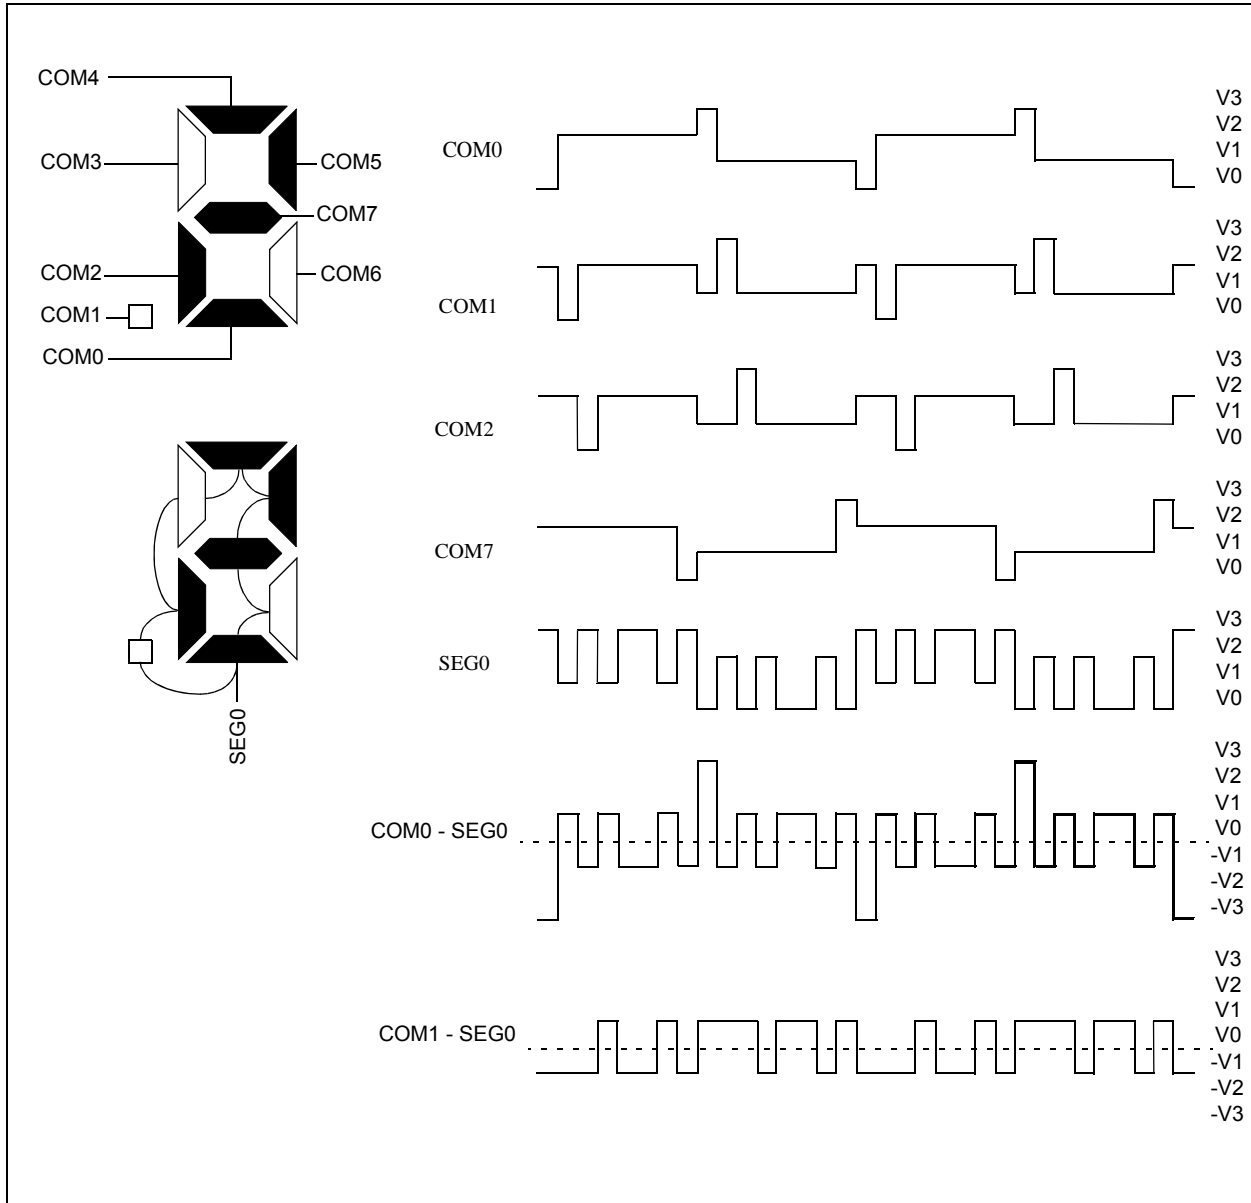 COM4
COM3
COM5
COM7
COM2
COM6
COM1
COM0
SEG0
COM0
V3
V2
V1
V0
COM1
V3
V2
V1
V0
COM2
V3
V2
V1
V0
COM7
V3
V2
V1
V0
SEG0
V3
V2
V1
V0
COM0 - SEG0
V3
V2
V1
V0
-V1
-V2
-V3
COM1 - SEG0
V3
V2
V1
V0
-V1
-V2
-V3